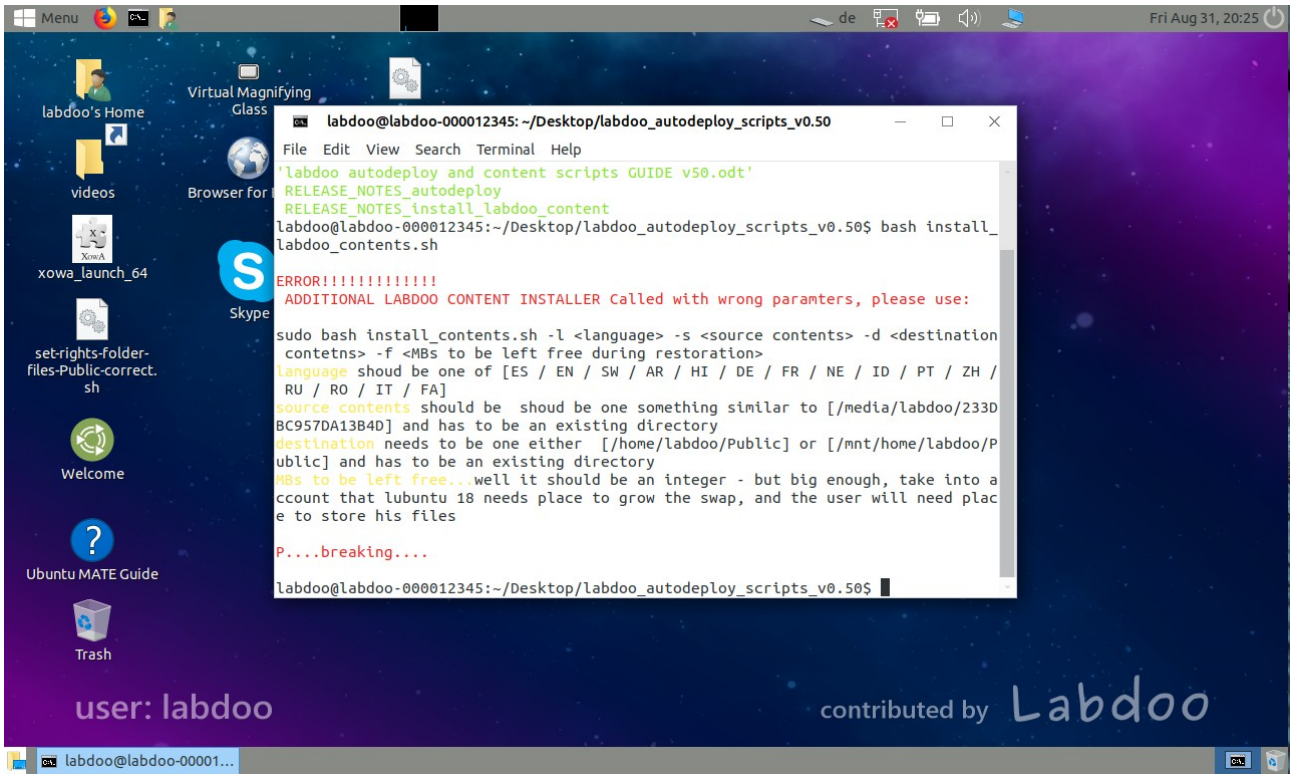 Menu
de
Fri Aug 31, 20:25
labdoo's Home
Virtual Magnifying
Glass
videos
Browser for
X
XowA
xowa_launch_64
S
Skype
set-rights-folder-
files-Public-correct.
sh
Welcome
?
Ubuntu MATE Guide
Trash
labdoo@labdoo-000012345: ~/Desktop/labdoo_autodeploy_scripts_v0.50
File Edit View Search Terminal Help
'labdoo autodeploy and content scripts GUIDE v50.odt'
RELEASE_NOTES_autodeploy
RELEASE_NOTES_install_labdoo_content
labdoo@labdoo-000012345:~/Desktop/labdoo_autodeploy_scripts_v0.50$ bash install_
labdoo_contents.sh
ERROR!!!!!!!!!!!!!
ADDITIONAL LABDOO CONTENT INSTALLER Called with wrong paramters, please use:
sudo bash install_contents.sh -l <language> -s <source contents> -d <destination
contetns> -f <MBs to be left free during restoration>
language shoud be one of [ES / EN / SW / AR / HI / DE / FR / NE / ID / PT / ZH /
RU / RO / IT / FA]
source contents should be  shoud be one something similar to [/media/labdoo/233D
BC957DA13B4D] and has to be an existing directory
destination needs to be one either  [/home/labdoo/Public] or [/mnt/home/labdoo/P
ublic] and has to be an existing directory
MBs to be left free...well it should be an integer - but big enough, take into a
ccount that lubuntu 18 needs place to grow the swap, and the user will need plac
e to store his files
P....breaking....
labdoo@labdoo-000012345:~/Desktop/labdoo_autodeploy_scripts_v0.50$
user: labdoo
contributed by Labdoo
labdoo@labdoo-00001...